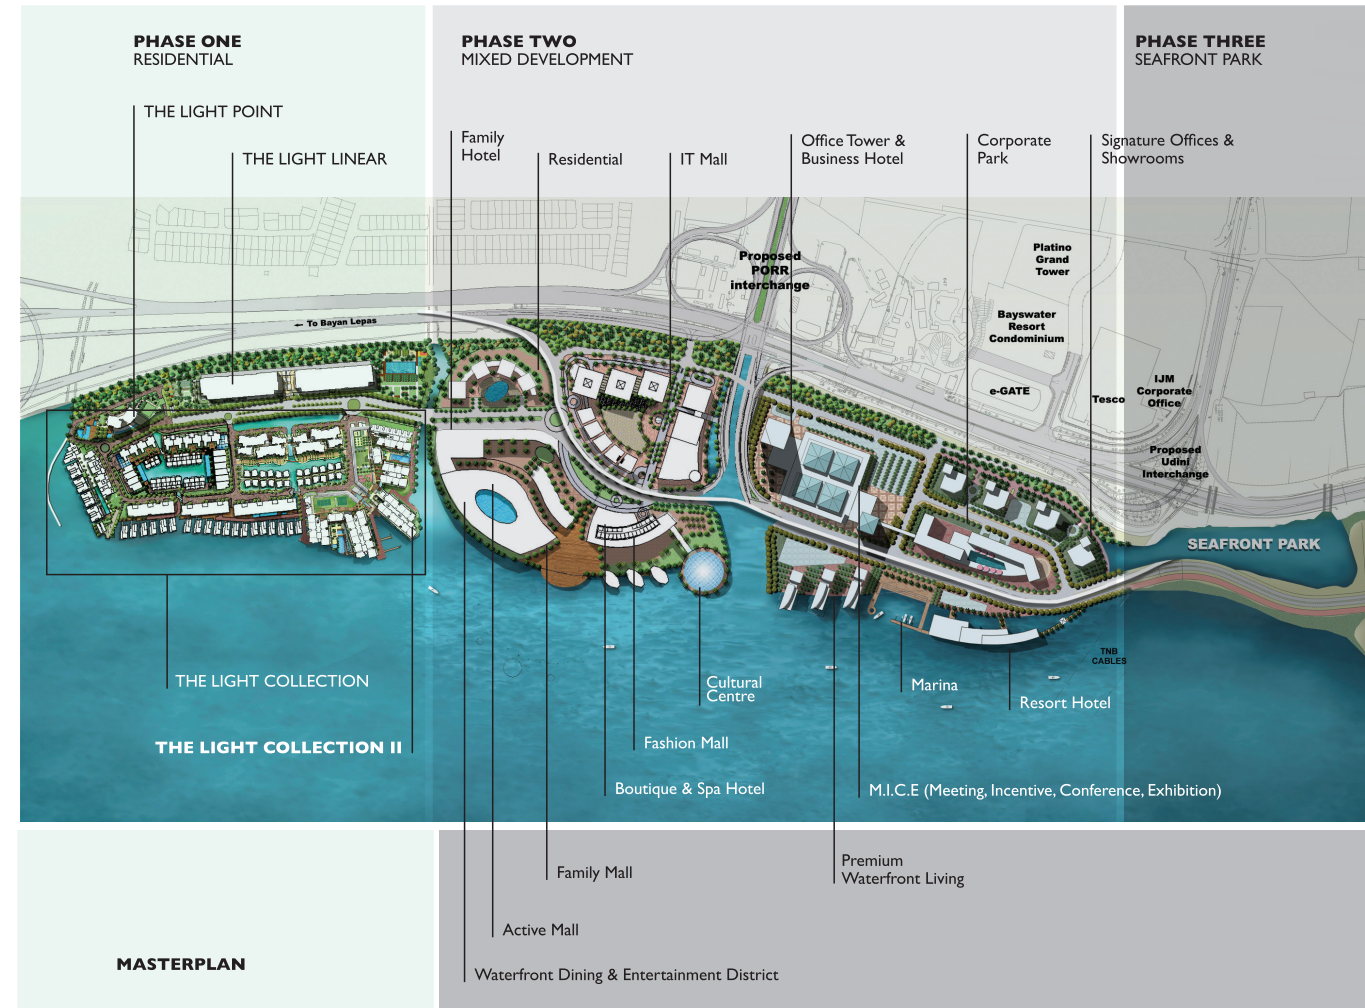 PHASE ONE
RESIDENTIAL
PHASE TWO
MIXED DEVELOPMENT
PHASE THREE
SEAFRONT PARK
THE LIGHT POINT
THE LIGHT LINEAR
Family
Hotel
Residential
IT Mall
Office Tower &
Business Hotel
Corporate
Park
Signature Offices &
Showrooms
Proposed
PORR
interchange
Platino
Grand
Tower
Bayswater
Resort
Condominium
← To Bayan Lepas
e-GATE
Tesco
IJM
Corporate
Office
Proposed
Udini
Interchange
SEAFRONT PARK
TNB
CABLES
THE LIGHT COLLECTION
THE LIGHT COLLECTION II
Cultural
Centre
Marina
Resort Hotel
Fashion Mall
Boutique & Spa Hotel
M.I.C.E (Meeting, Incentive, Conference, Exhibition)
Family Mall
Premium
Waterfront Living
Active Mall
Waterfront Dining & Entertainment District
MASTERPLAN